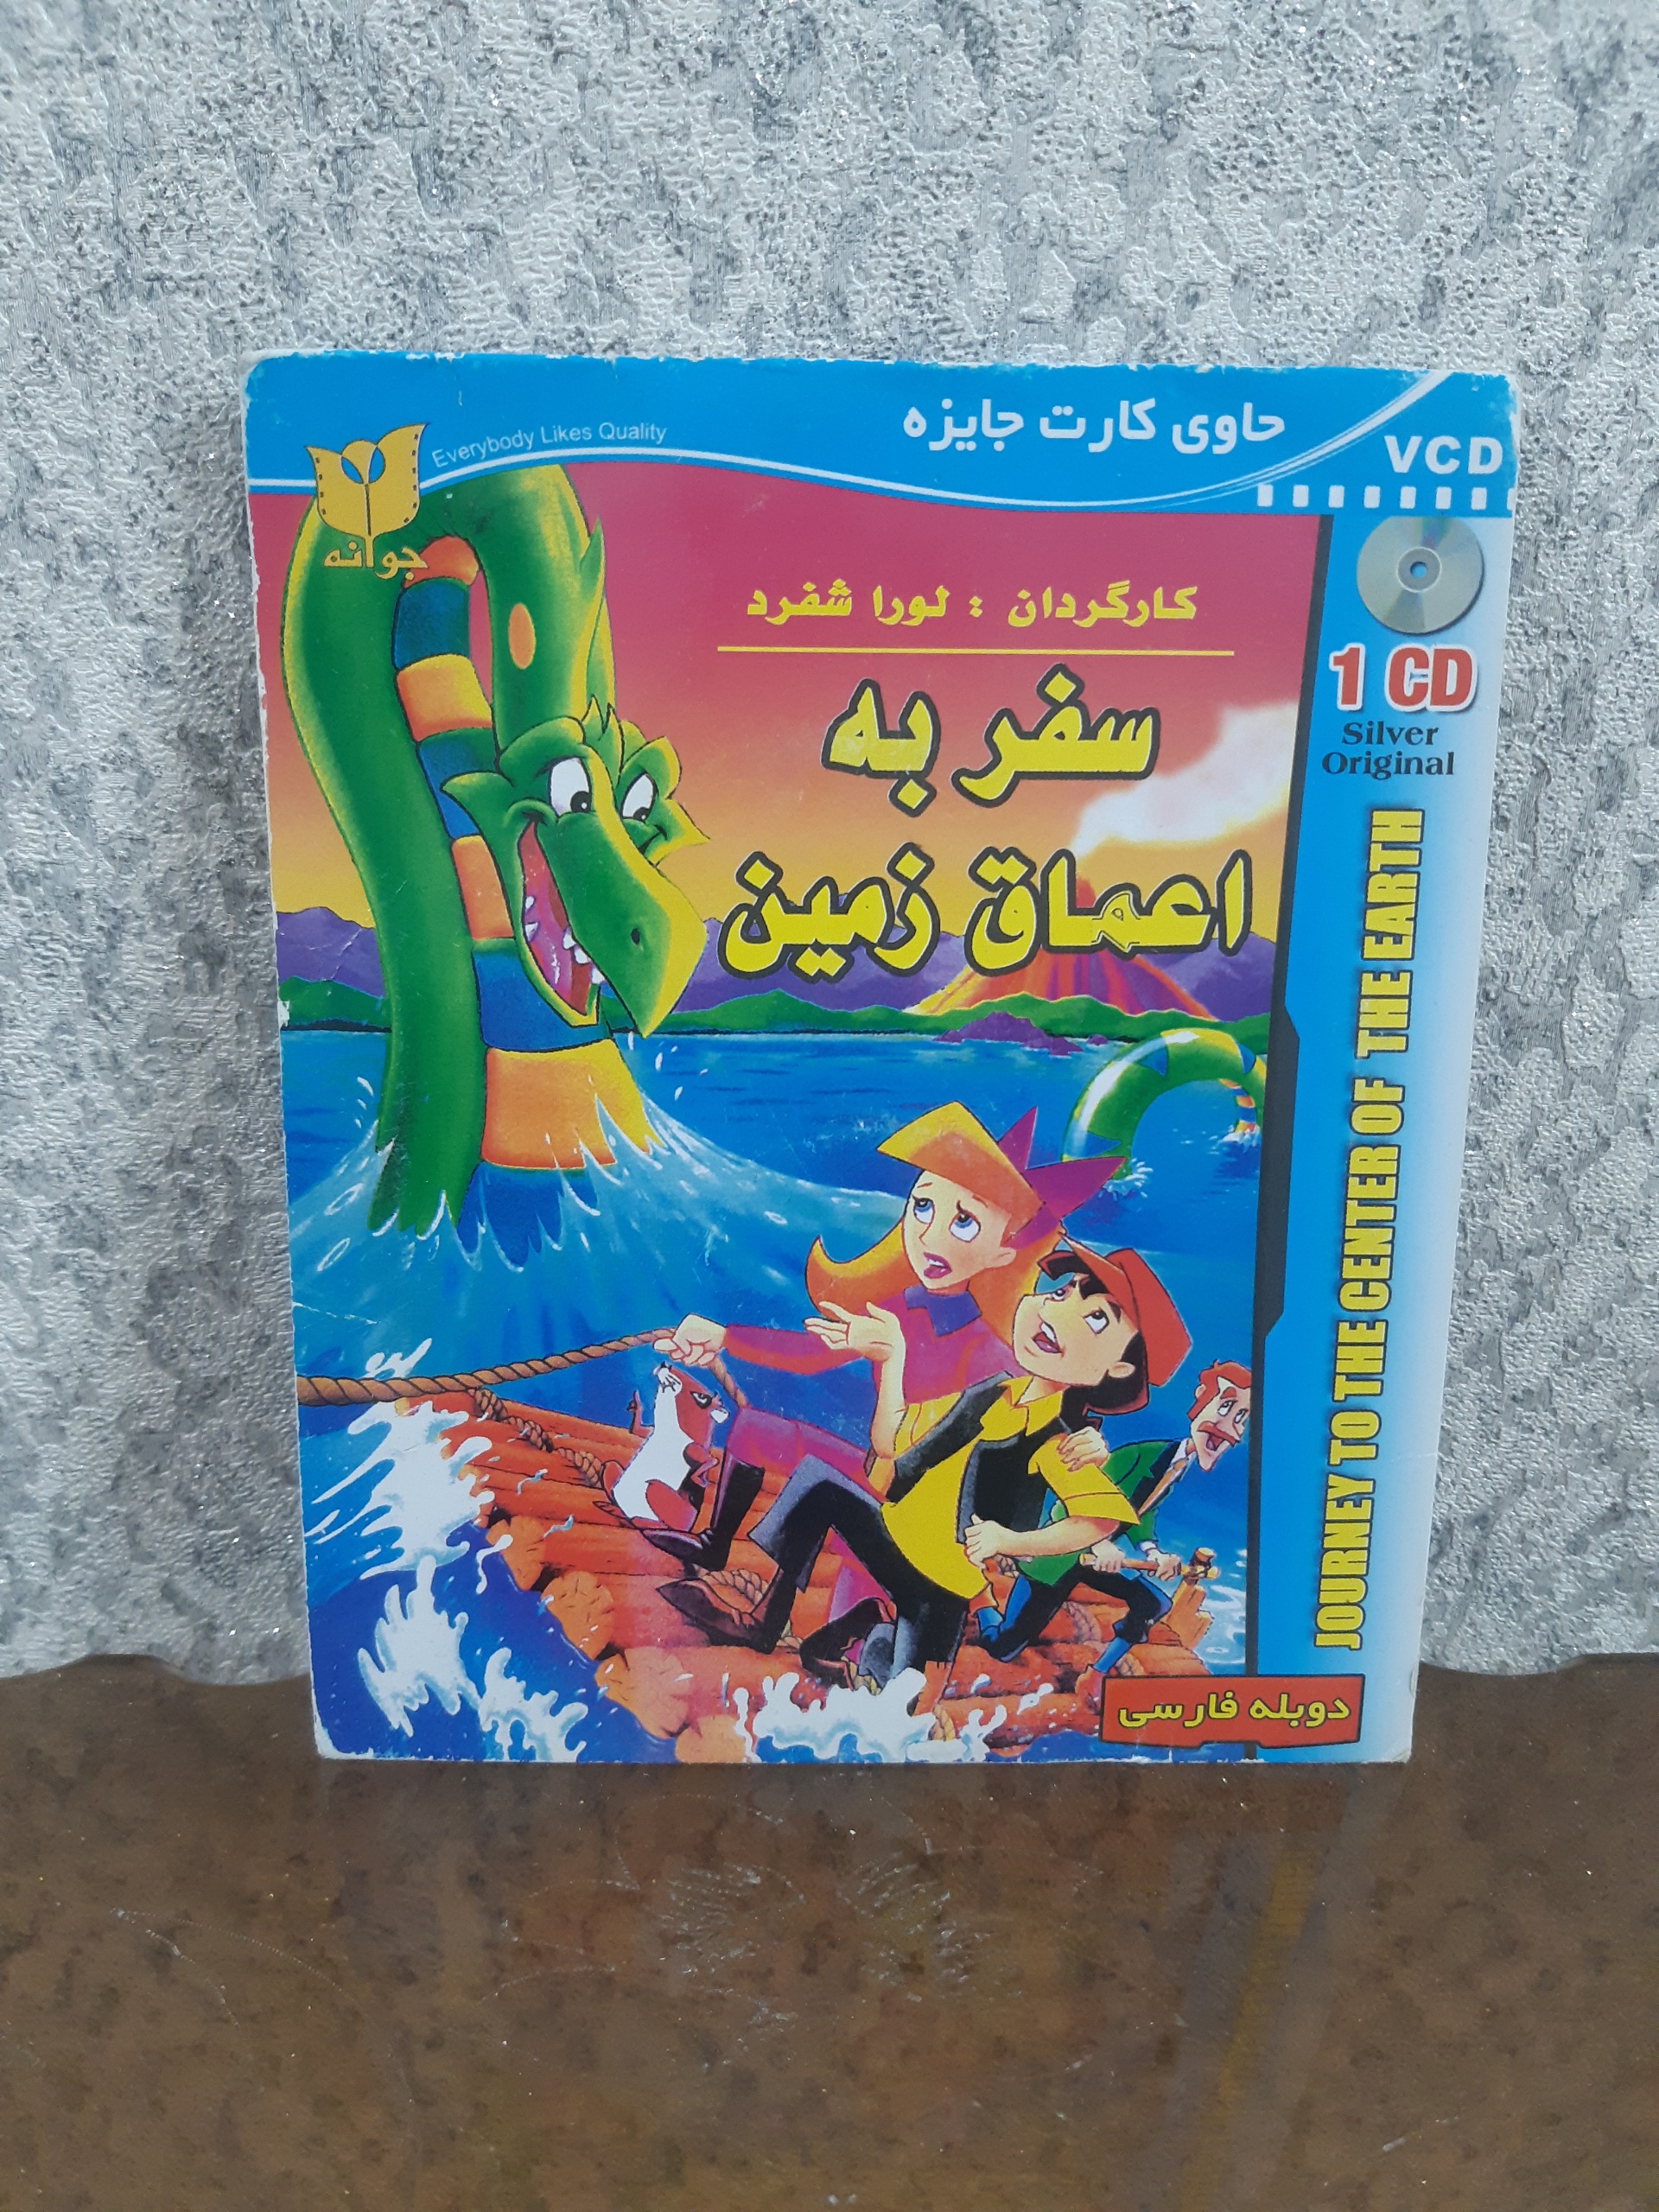 حاوی کارت جایزه
Everybody Likes Quality
VCD
جوانه
کارگردان : لورا شفرد
سفر به
اعماق زمین
1 CD
Silver
Original
JOURNEY TO THE CENTER OF THE EARTH
دوبله فارسی